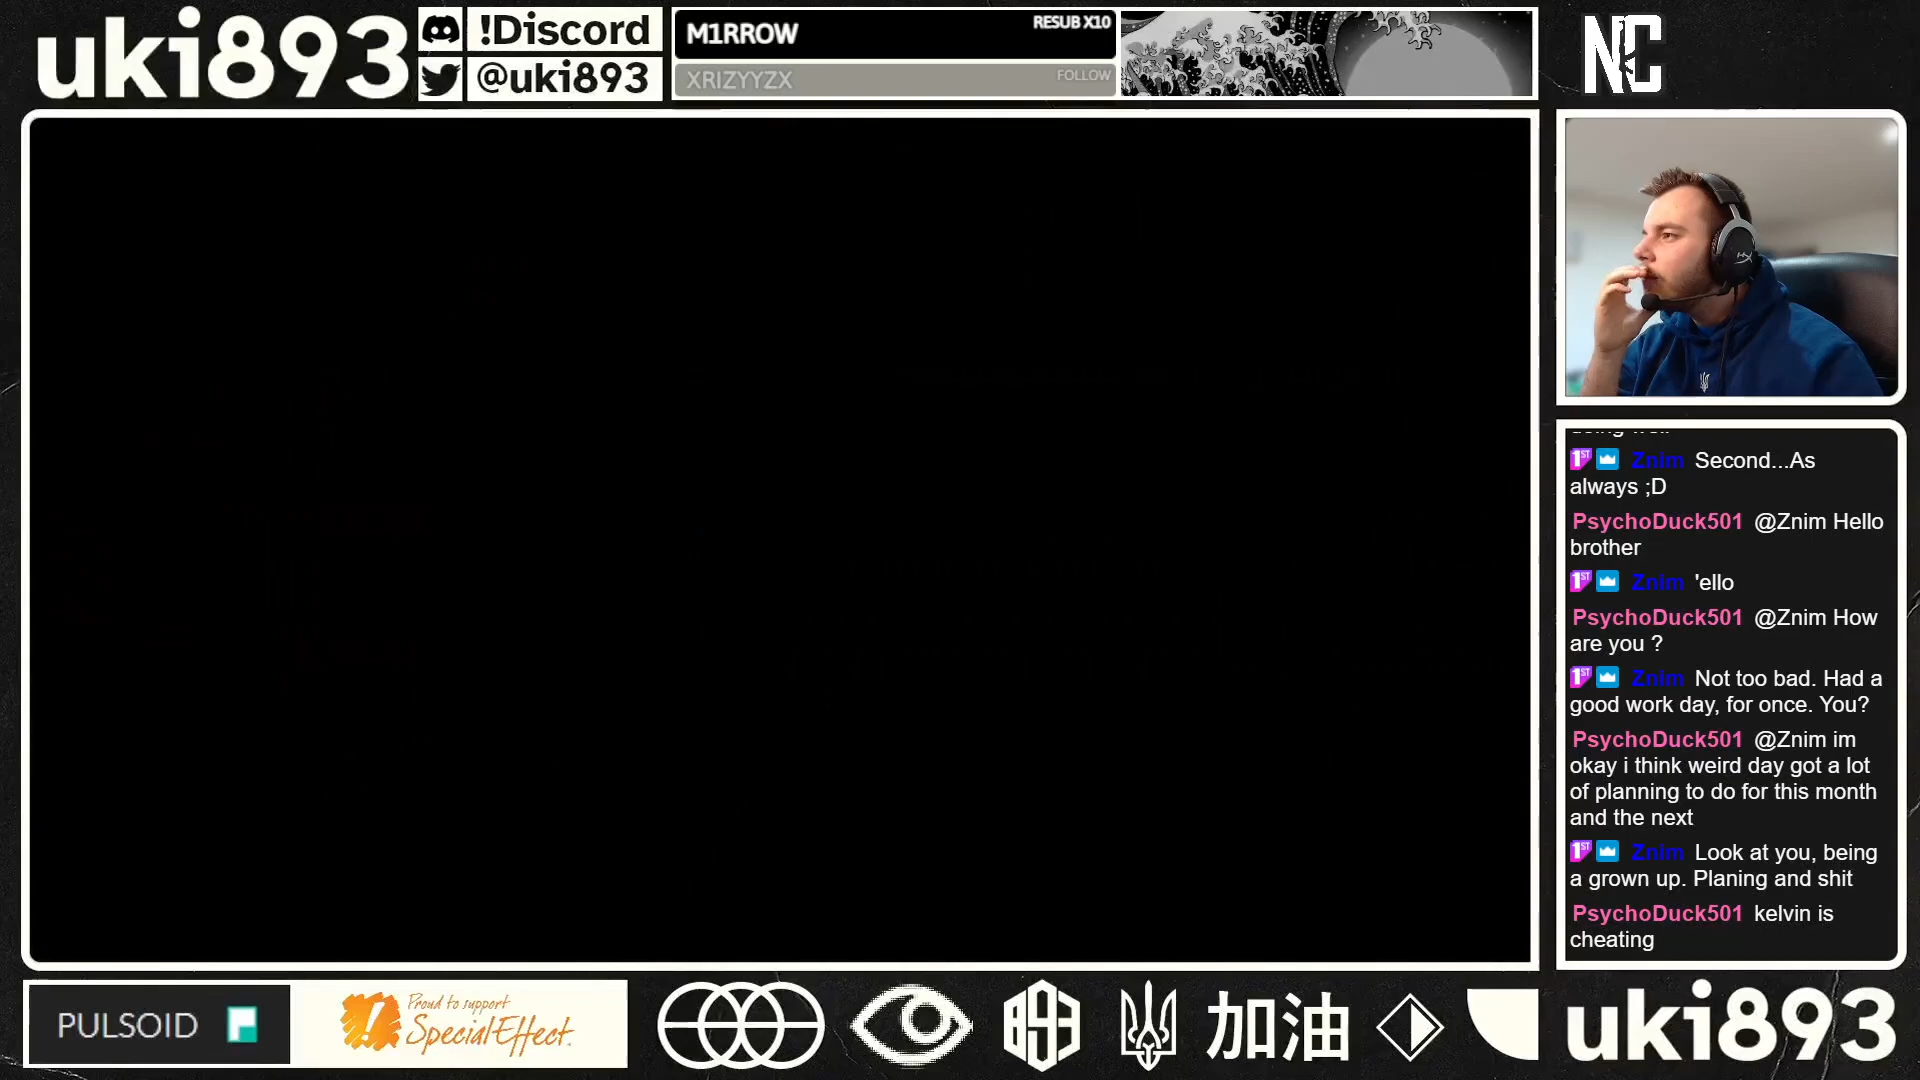 uki893
!Discord
@uki893
M1RROW
RESUB X10
XRIZYYZX
FOLLOW
NC
Znim Second...As
always ;D
PsychoDuck501 @Znim Hello
brother
Znim 'ello
PsychoDuck501 @Znim How
are you ?
Znim Not too bad. Had a
good work day, for once. You?
PsychoDuck501 @Znim im
okay i think weird day got a lot
of planning to do for this month
and the next
Znim Look at you, being
a grown up. Planing and shit
PsychoDuck501 kelvin is
cheating
PULSOID
Proud to support
SpecialEffect.
893
加油
uki893